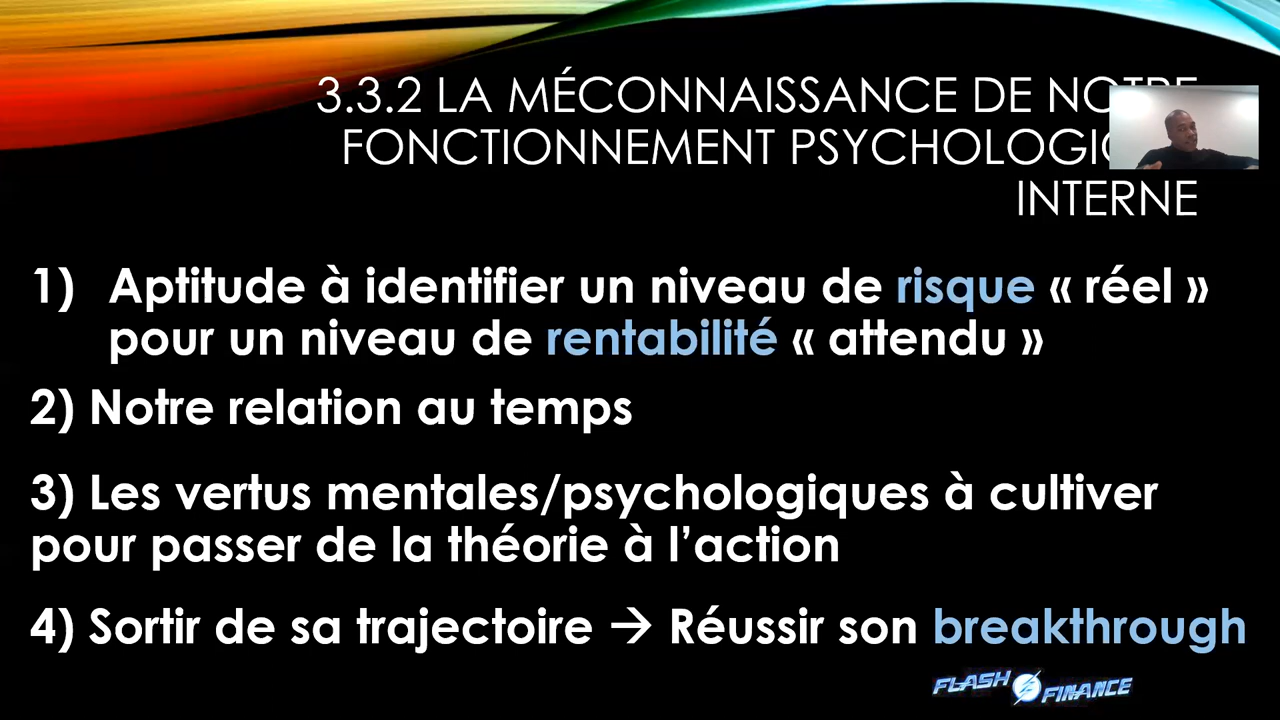 3.3.2 LA MÉCONNAISSANCE DE
FONCTIONNEMENT
INTERNE
1) Aptitude à identifier un niveau de risque « réel »
pour un niveau de rentabilité « attendu »
2) Notre relation au temps
3) Les vertus mentales/psychologiques à cultiver
pour passer de la théorie à l’action
4) Sortir de sa trajectoire → Réussir son breakthrough
FLASH FINANCE